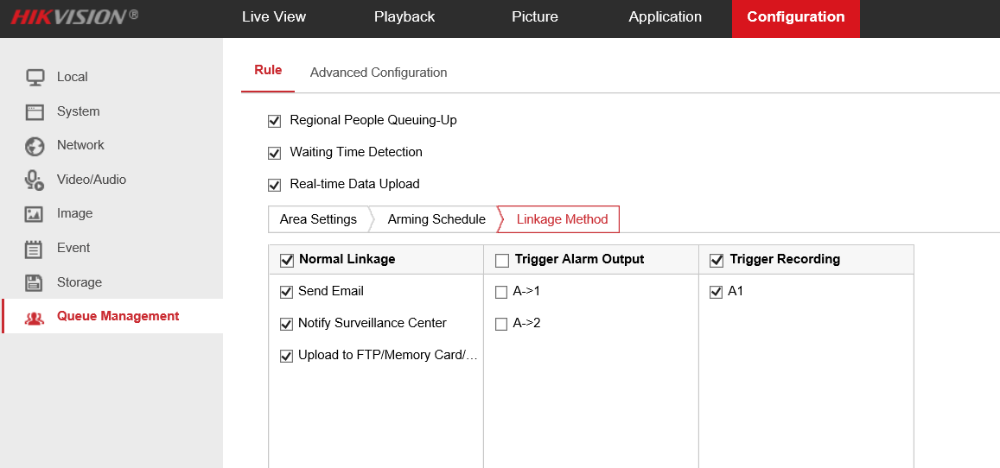 HIKVISION®
Live View Playback Picture Application Configuration
Local
System
Network
Video/Audio
Image
Event
Storage
Queue Management
Rule Advanced Configuration
Regional People Queuing-Up
Waiting Time Detection
Real-time Data Upload
Area Settings Arming Schedule Linkage Method
Normal Linkage Trigger Alarm Output Trigger Recording
Send Email A->1 A1
Notify Surveillance Center A->2
Upload to FTP/Memory Card/...